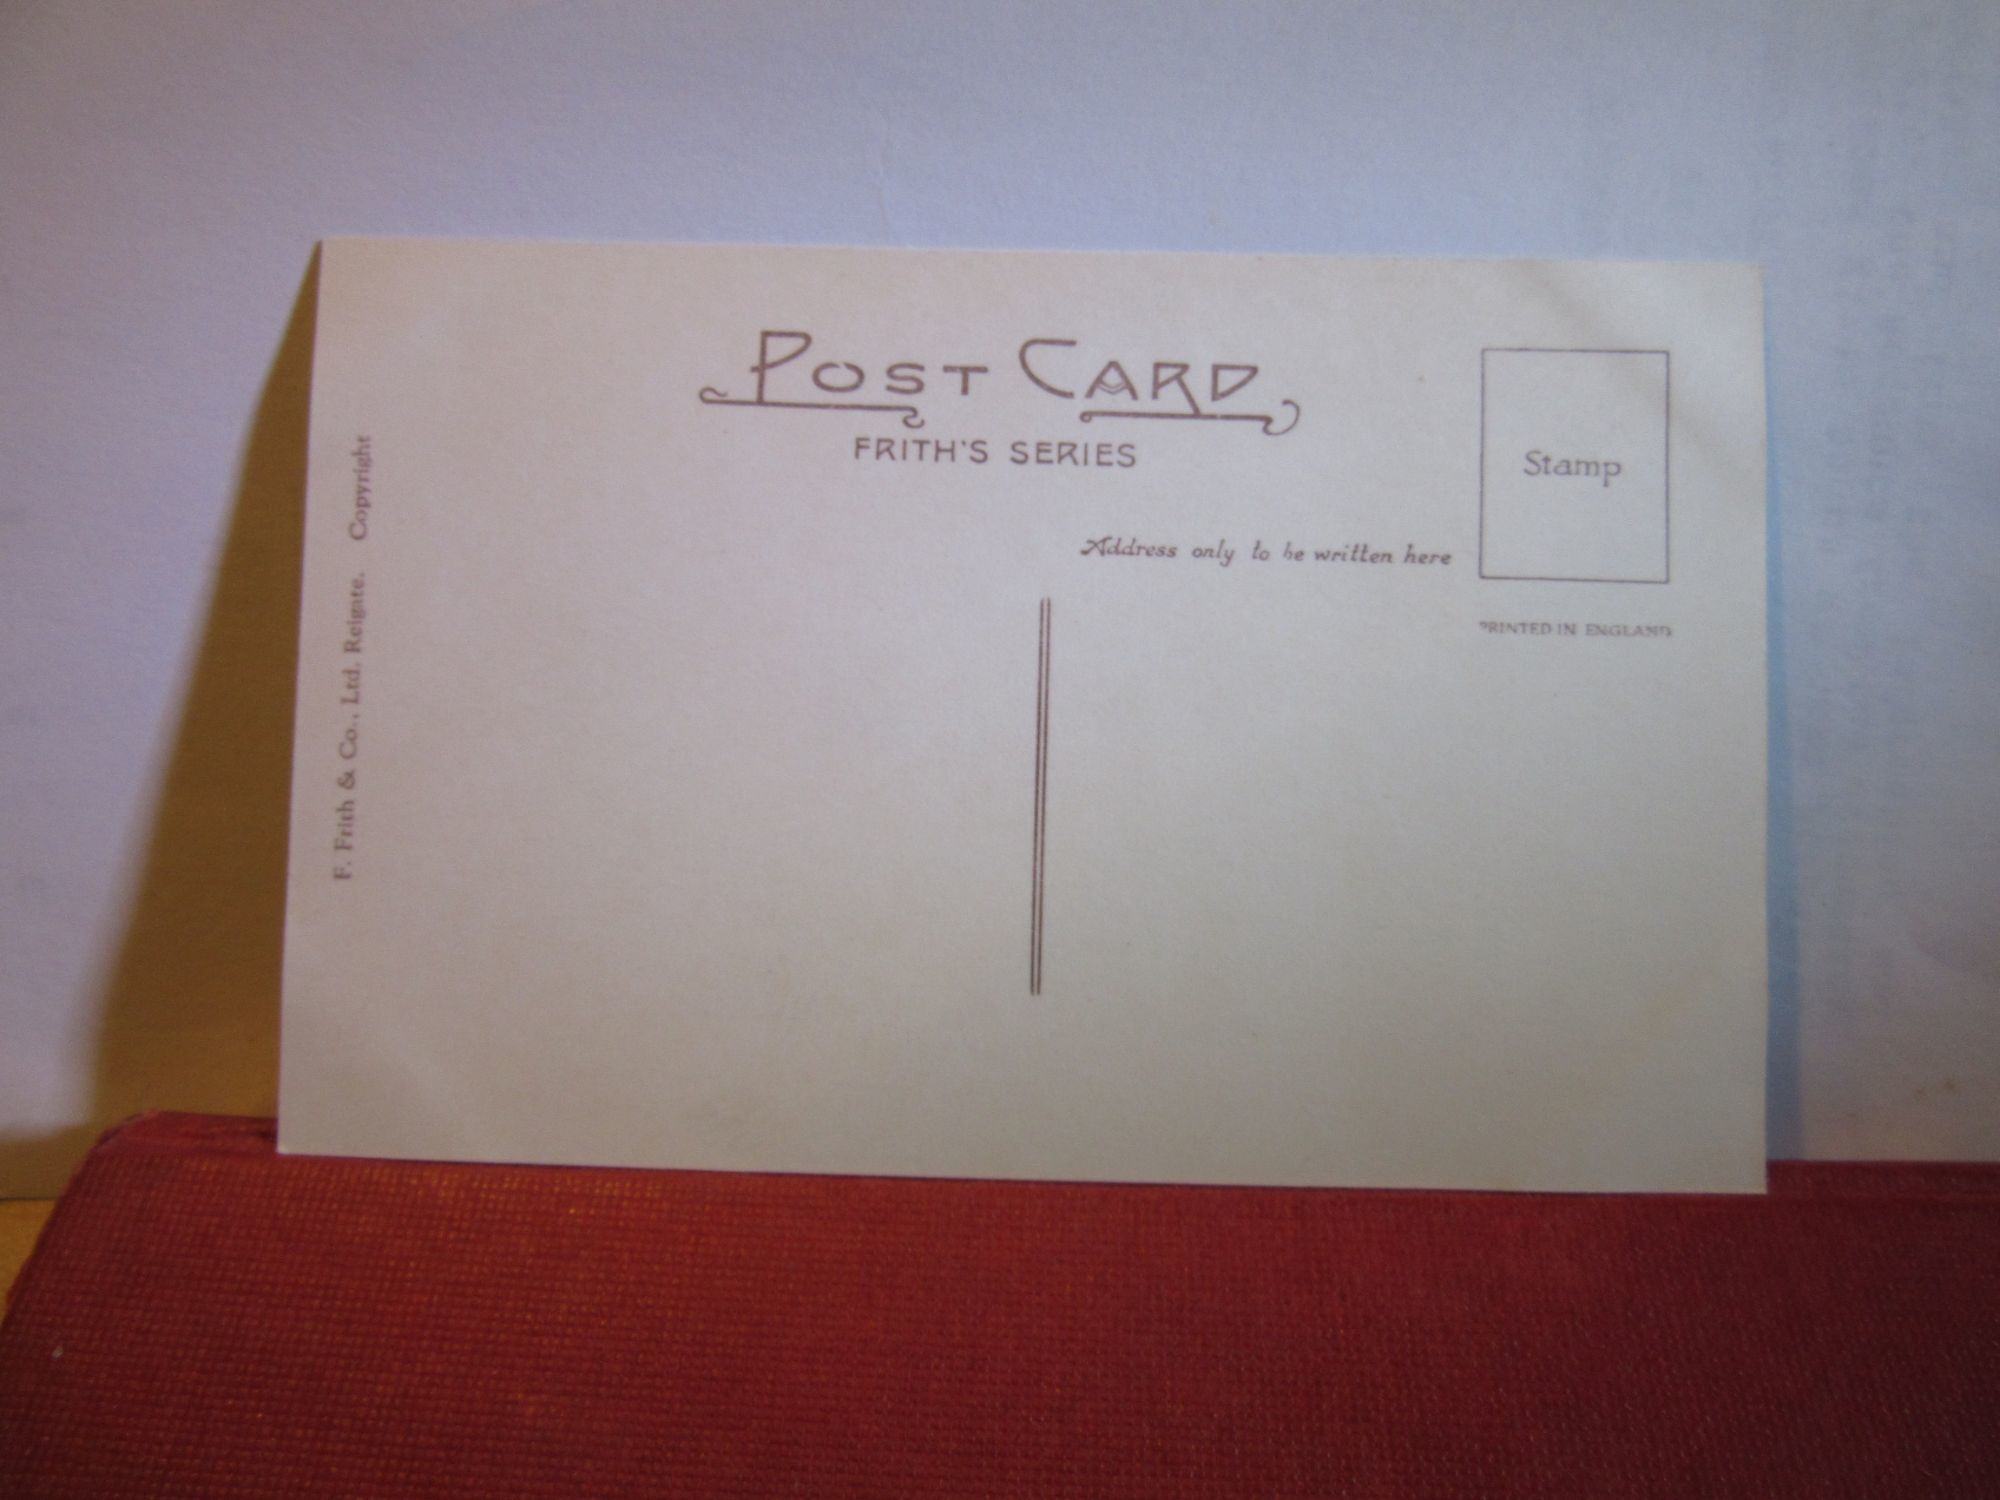 POST CARD
FRITH'S SERIES
Stamp
Address only to be written here
PRINTED IN ENGLAND
F. Frith & Co., Ltd. Reigate. Copyright